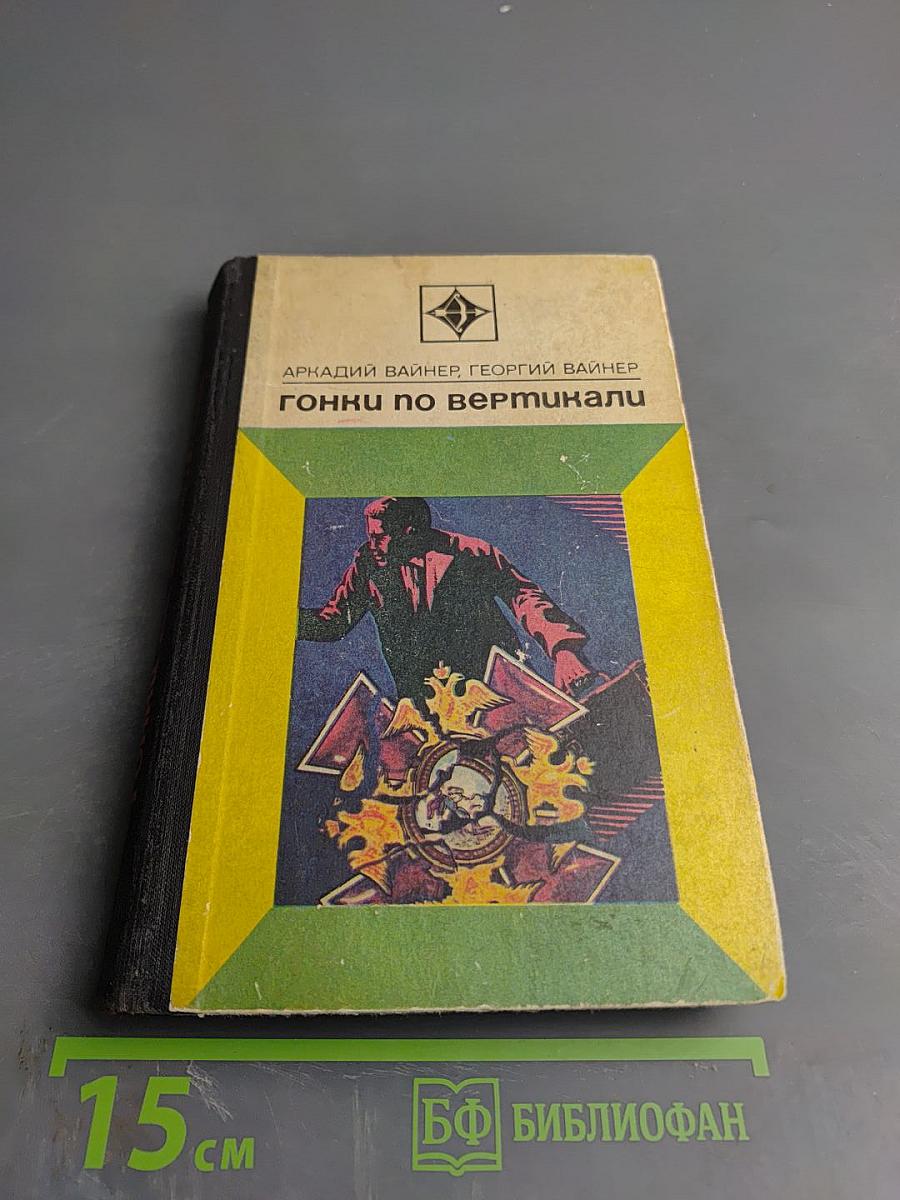 АРКАДИЙ ВАЙНЕР, ГЕОРГИЙ ВАЙНЕР
ГОНКИ ПО ВЕРТИКАЛИ
15 см
БФ БИБЛИОФАН